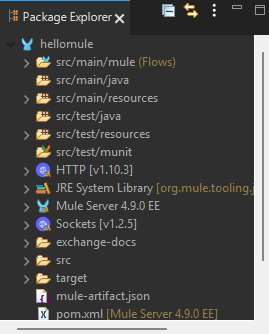 Package Explorer
hellomule
src/main/mule (Flows)
src/main/java
src/main/resources
src/test/java
src/test/resources
src/test/munit
HTTP [v1.10.3]
JRE System Library [org.mule.tooling.j
Mule Server 4.9.0 EE
Sockets [v1.2.5]
exchange-docs
src
target
mule-artifact.json
pom.xml [Mule Server 4.9.0 EE]